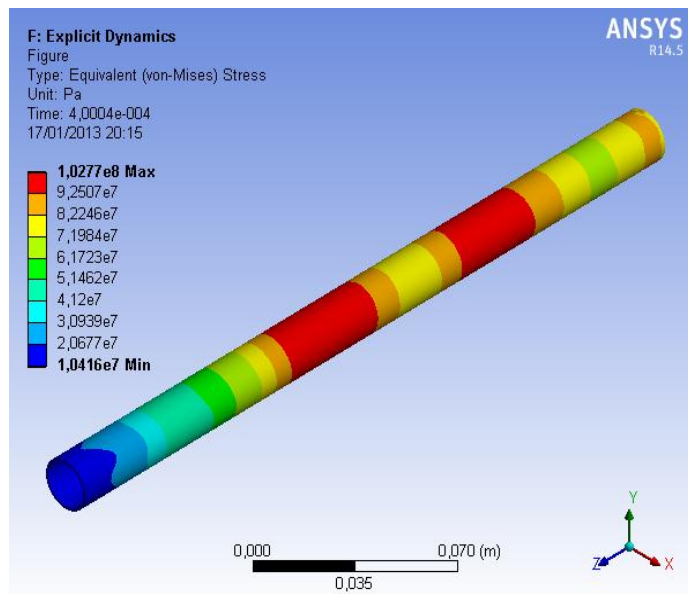 F: Explicit Dynamics
Figure
Type: Equivalent (von-Mises) Stress
Unit: Pa
Time: 4,0004e-004
17/01/2013 20:15
ANSYS
R14.5
1,0277e8 Max
9,2507e7
8,2246e7
7,1984e7
6,1723e7
5,1462e7
4,12e7
3,0939e7
2,0677e7
1,0416e7 Min
0,000
0,070 (m)
0,035
Y
Z
X